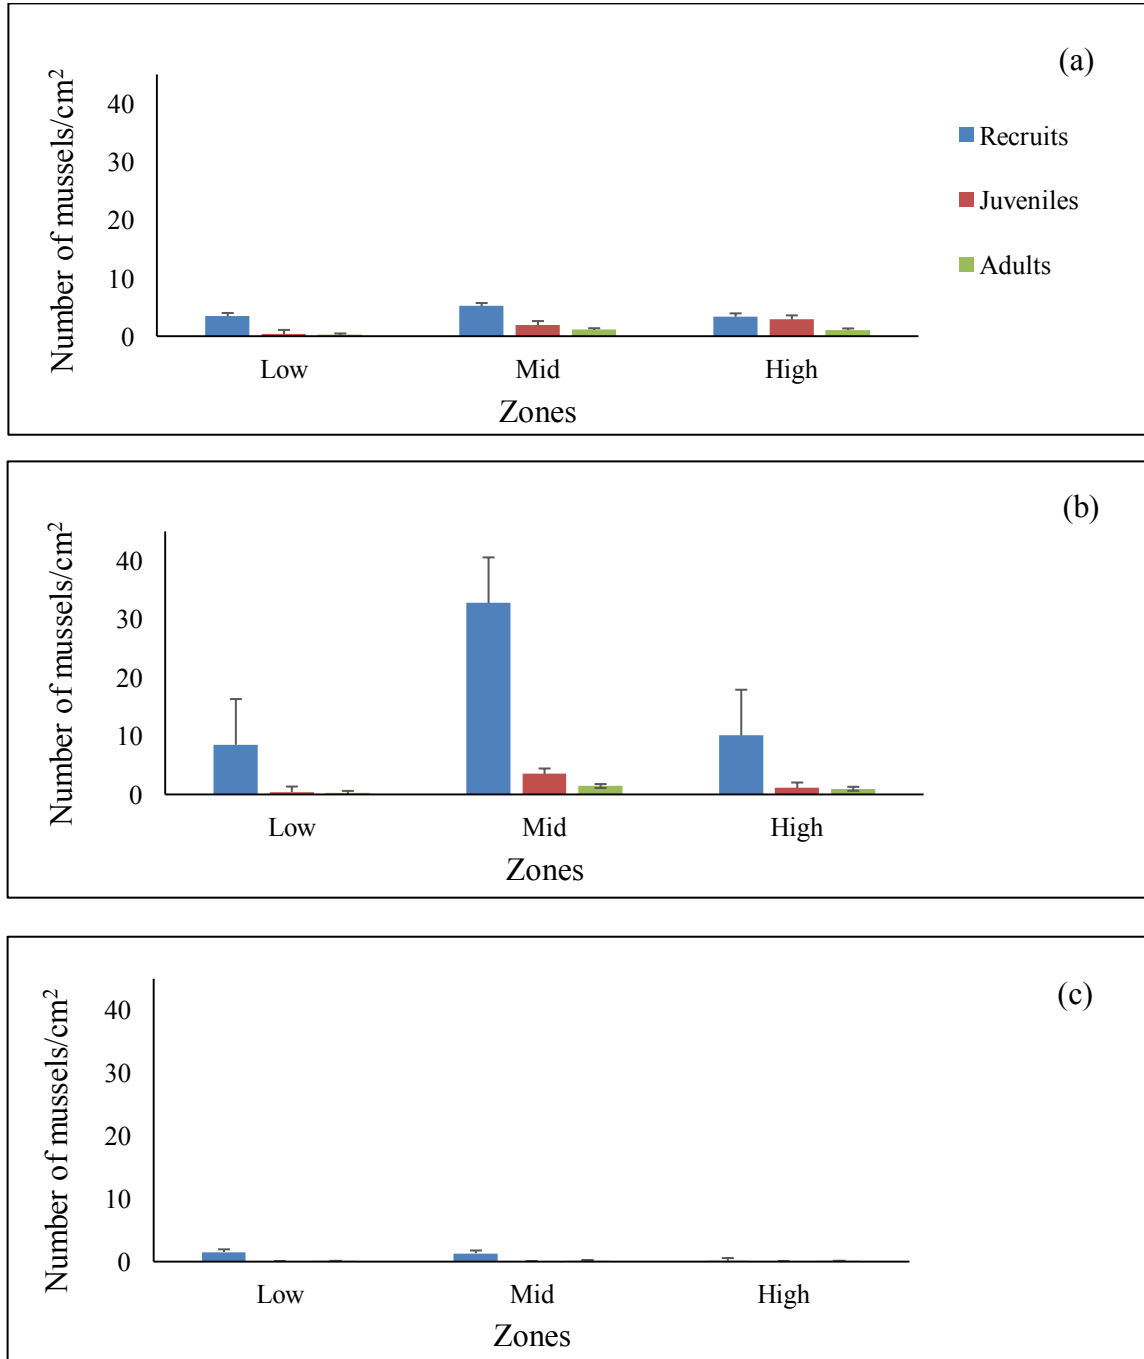 (a)
Number of mussels/cm²
40
30
20
10
0
Low Mid High
Zones
Recruits
Juveniles
Adults
(b)
Number of mussels/cm²
40
30
20
10
0
Low Mid High
Zones
(c)
Number of mussels/cm²
40
30
20
10
0
Low Mid High
Zones